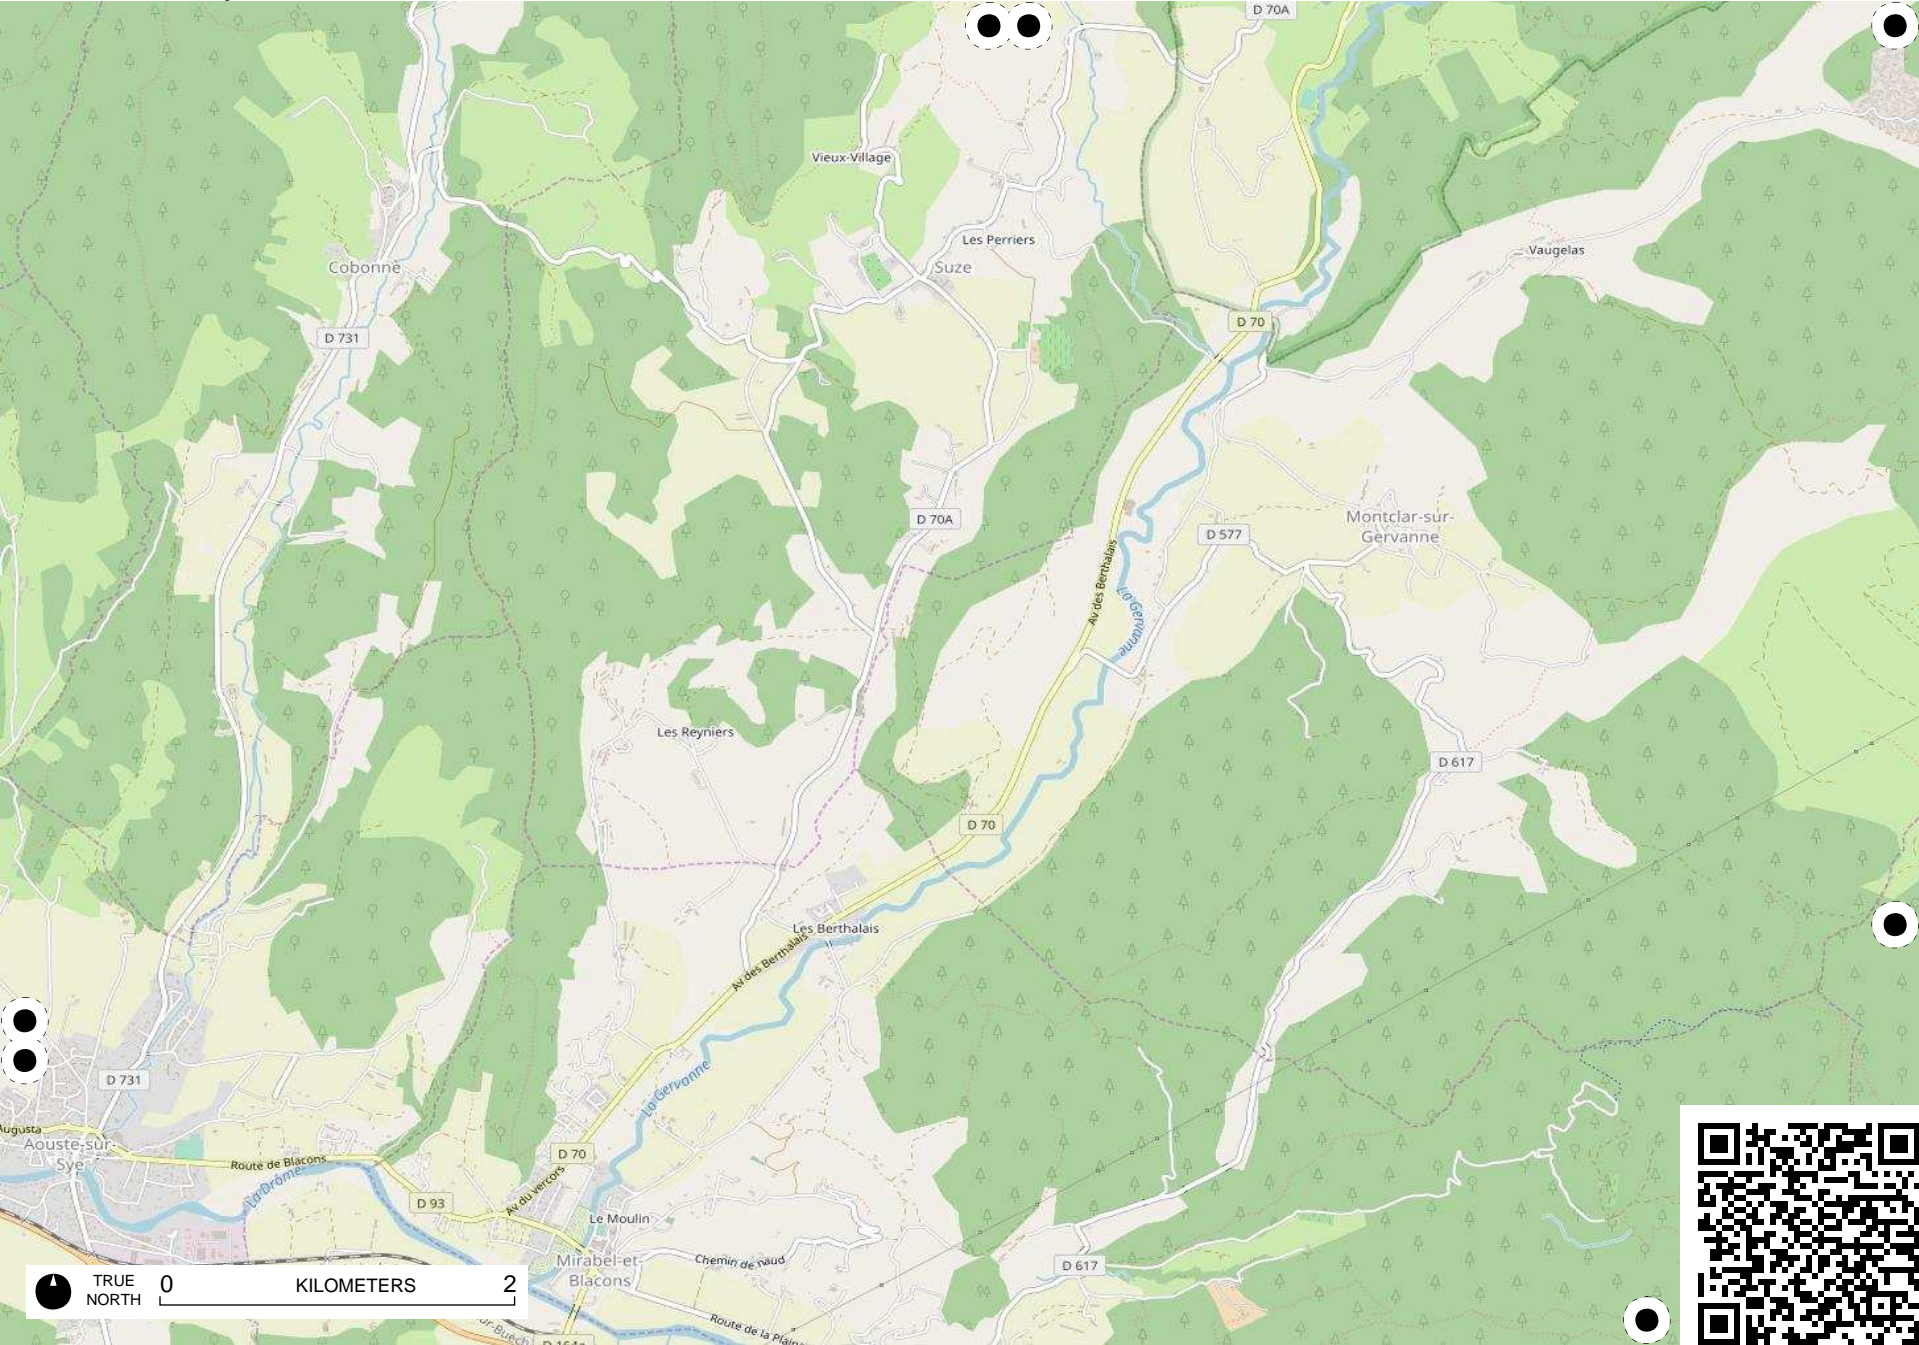 D 70A
Vieux-Village
Les Perriers
Vaugelas
Cobonne
Suze
D 70
D 731
D 70A
Montclar-sur-
Gervanne
D 577
Av des Berthalais
La Gervanne
Les Reyniers
D 617
D 70
Les Berthalais
Av des Berthalais
La Gervanne
D 731
Augusta
Aouste-sur-
Sye
Route de Blacons
La Drôme
D 70
D 93
Av du vercors
Le Moulin
Mirabel-et-
Blacons
Chemin de naud
D 617
Route de la Plaine
ur-Buëch
D 164a
TRUE
NORTH
0 KILOMETERS 2